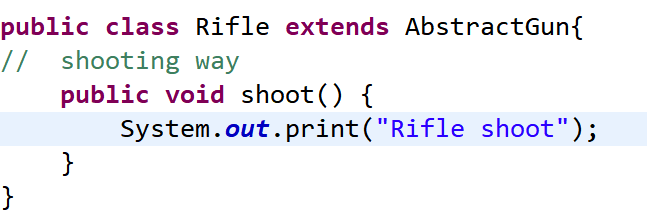 public class Rifle extends AbstractGun{
//  shooting way
    public void shoot() {
        System.out.print("Rifle shoot");
    }
}